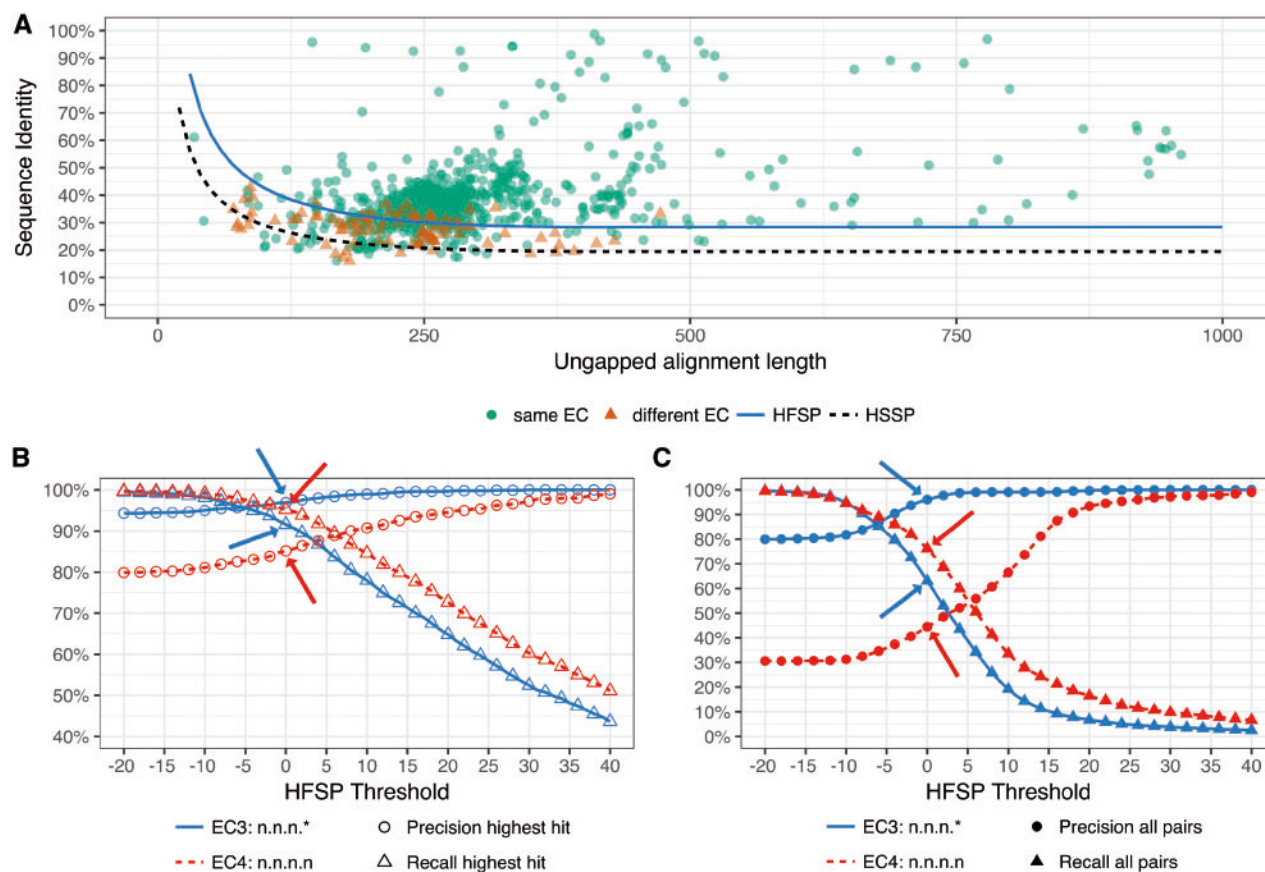 A
100%
90%
80%
70%
60%
50%
40%
30%
20%
10%
0%
Sequence Identity
0 250 500 750 1000
Ungapped alignment length
same EC different EC HFSP HSSP
B
100%
90%
80%
70%
60%
50%
40%
-20 -15 -10 -5 0 5 10 15 20 25 30 35 40
HFSP Threshold
EC3: n.n.n.* Precision highest hit
EC4: n.n.n.n Recall highest hit
C
100%
90%
80%
70%
60%
50%
40%
30%
20%
10%
0%
-20 -15 -10 -5 0 5 10 15 20 25 30 35 40
HFSP Threshold
EC3: n.n.n.* Precision all pairs
EC4: n.n.n.n Recall all pairs